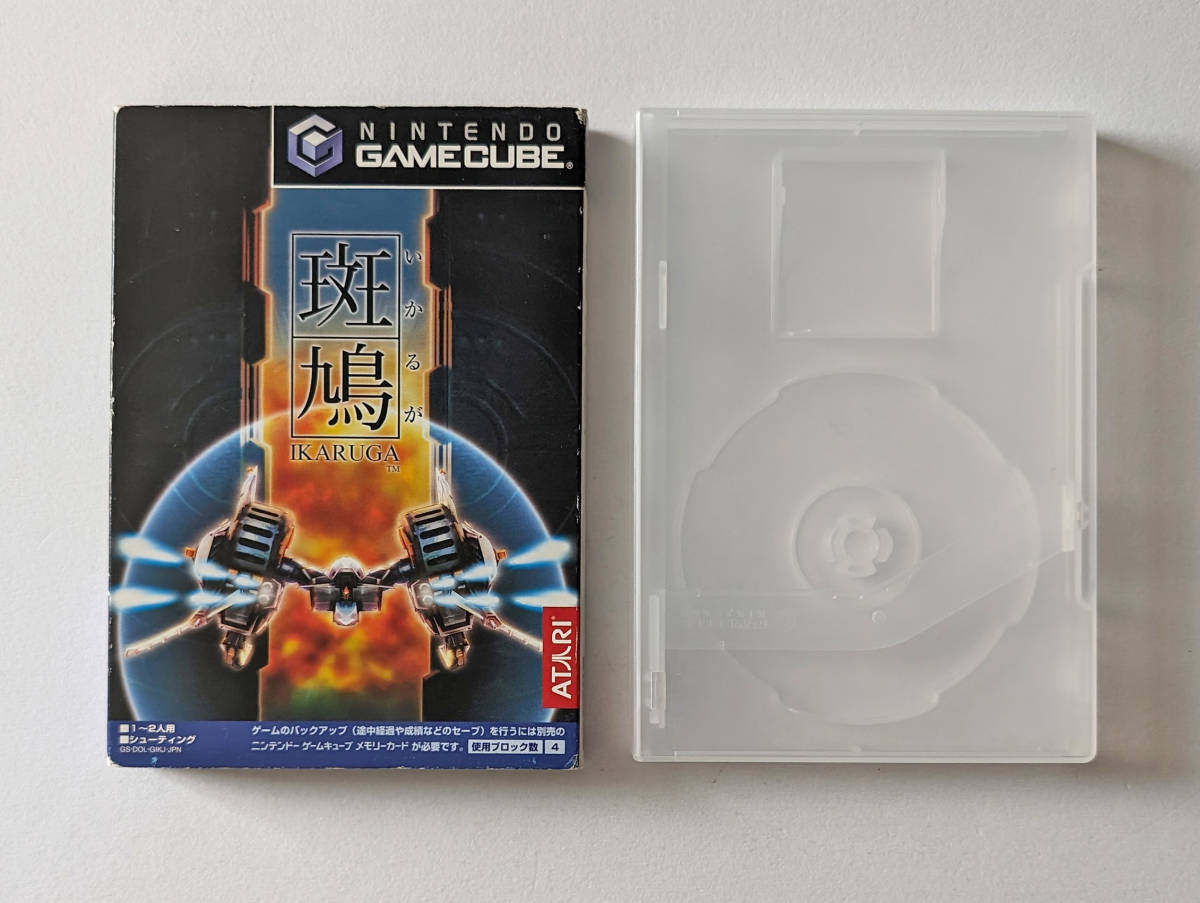 NINTENDO
GAMECUBE®
斑鳩
いかるが
IKARUGA
TM
ATARI
■1〜2人用
■シューティング
GS-DOL-GIKJ-JPN
ゲームのバックアップ（途中経過や成績などのセーブ）を行うには別売の
ニンテンドーゲームキューブ メモリーカードが必要です。 使用ブロック数 4